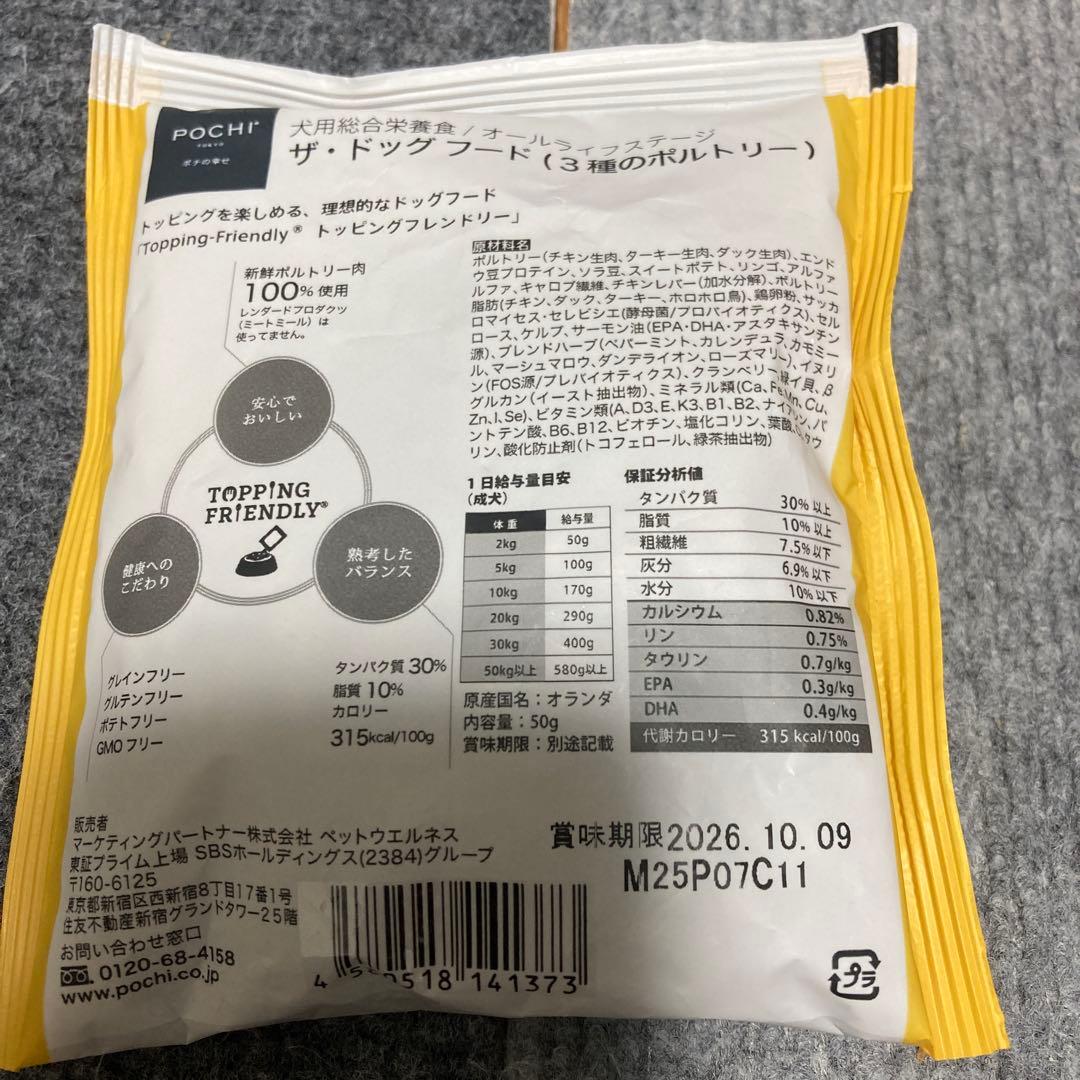 POCHI
TOKYO
ポチの幸せ
犬用総合栄養食/オールライフステージ
ザ・ドッグフード(3種のポルトリー)
トッピングを楽しめる、理想的なドッグフード
「Topping-Friendly® トッピングフレンドリー」
新鮮ポルトリー肉
100%使用
レンダードプロダクツ
(ミートミール)は
使ってません。
安心で
おいしい
TOPPING
FRIENDLY®
健康への
こだわり
熟考した
バランス
グレインフリー
グルテンフリー
ポテトフリー
GMOフリー
タンパク質30%
脂質10%
カロリー
315kcal/100g
原材料名
ポルトリー(チキン生肉、ターキー生肉、ダック生肉)、エンド
ウ豆プロテイン、ソラ豆、スイートポテト、リンゴ、アルファ
ルファ、キャロブ繊維、チキンレバー(加水分解)、ポルトリー
脂肪(チキン、ダック、ターキー、ホロホロ鳥)、鶏卵粉、サッカ
ロマイセス・セレビシエ(酵母菌/プロバイオティクス)、セル
ロース、ケルプ、サーモン油(EPA・DHA・アスタキサンチン
源)、ブレンドハーブ(ペパーミント、カレンデュラ、カモミー
ル、マーシュマロウ、ダンデライオン、ローズマリー)、イヌリ
ン(FOS源/プレバイオティクス)、クランベリー、緑イ貝、β
グルカン(イースト抽出物)、ミネラル類(Ca、Fe、Mn、Cu、
Zn、I、Se)、ビタミン類(A、D3、E、K3、B1、B2、ナイアシン、パ
ントテン酸、B6、B12、ビオチン、塩化コリン、葉酸)、タウ
リン、酸化防止剤(トコフェロール、緑茶抽出物)
1日給与量目安
(成犬)
体重 給与量
2kg 50g
5kg 100g
10kg 170g
20kg 290g
30kg 400g
50kg以上 580g以上
原産国名:オランダ
内容量:50g
賞味期限:別途記載
保証分析値
タンパク質 30%以上
脂質 10%以上
粗繊維 7.5%以下
灰分 6.9%以下
水分 10%以下
カルシウム 0.82%
リン 0.75%
タウリン 0.7g/kg
EPA 0.3g/kg
DHA 0.4g/kg
代謝カロリー 315 kcal/100g
販売者
マーケティングパートナー株式会社 ペットウエルネス
東証プライム上場 SBSホールディングス(2384)グループ
〒160-6125
東京都新宿区西新宿8丁目17番1号
住友不動産新宿グランドタワー25階
お問い合わせ窓口
0120-68-4158
www.pochi.co.jp
賞味期限2026.10.09
M25P07C11
518 141373
プラ